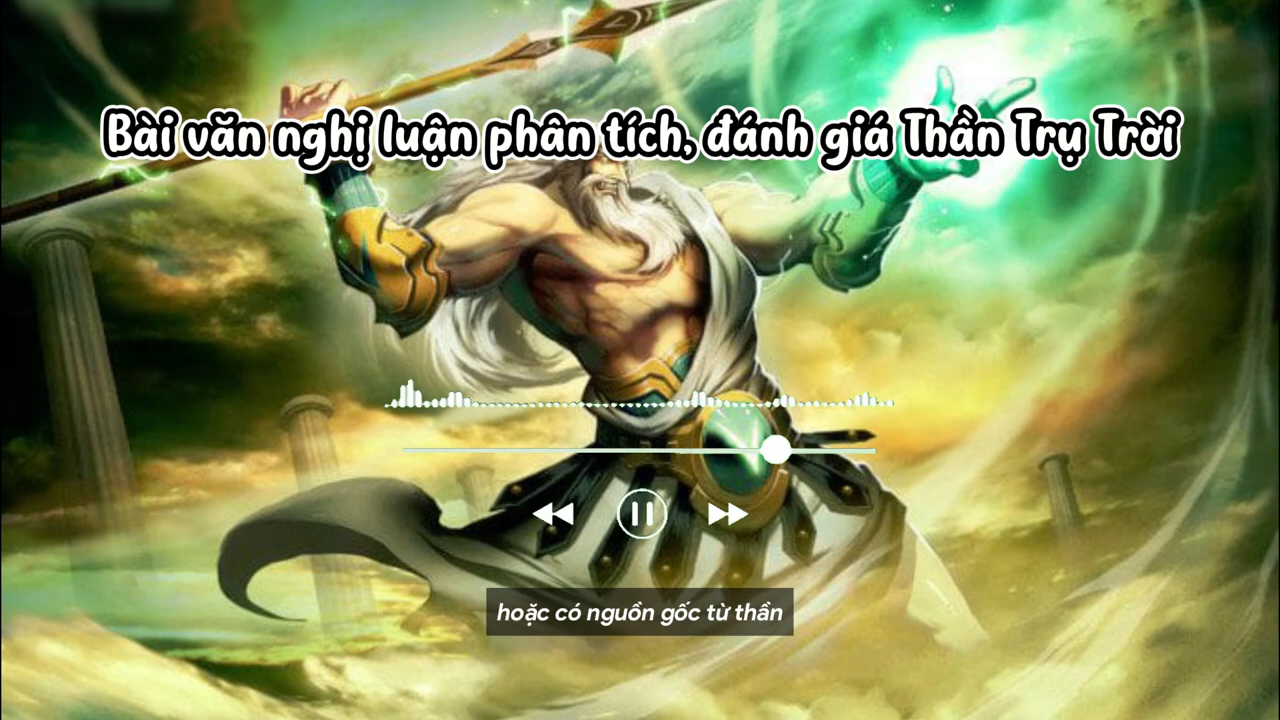 Bài văn nghị luận phân tích, đánh giá Thần Trụ Trời
hoặc có nguồn gốc từ thần